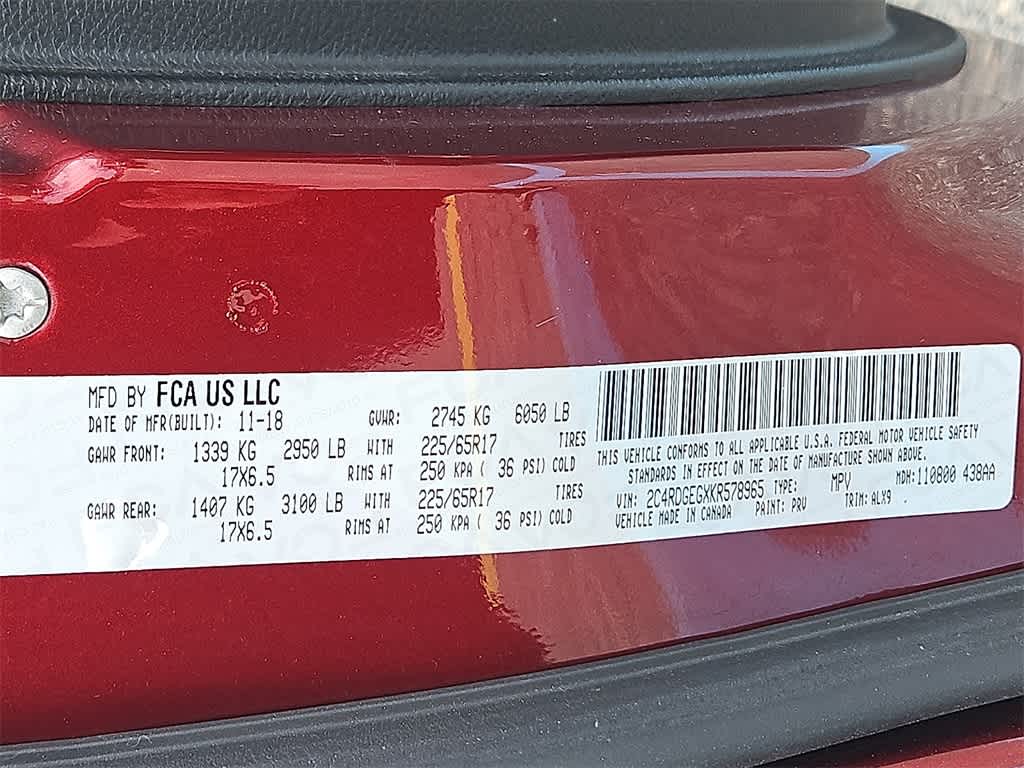 MFD BY FCA US LLC
DATE OF MFR(BUILT): 11-18 GVWR: 2745 KG 6050 LB
GAWR FRONT: 1339 KG 2950 LB WITH 225/65R17 TIRES
17X6.5 RIMS AT 250 KPA ( 36 PSI) COLD
GAWR REAR: 1407 KG 3100 LB WITH 225/65R17 TIRES
17X6.5 RIMS AT 250 KPA ( 36 PSI) COLD
THIS VEHICLE CONFORMS TO ALL APPLICABLE U.S.A. FEDERAL MOTOR VEHICLE SAFETY
STANDARDS IN EFFECT ON THE DATE OF MANUFACTURE SHOWN ABOVE.
VIN: 2C4RDGEGXKR578965 TYPE: MPV MDH: 110800 438AA
VEHICLE MADE IN CANADA PAINT: PRV TRIM: ALX9